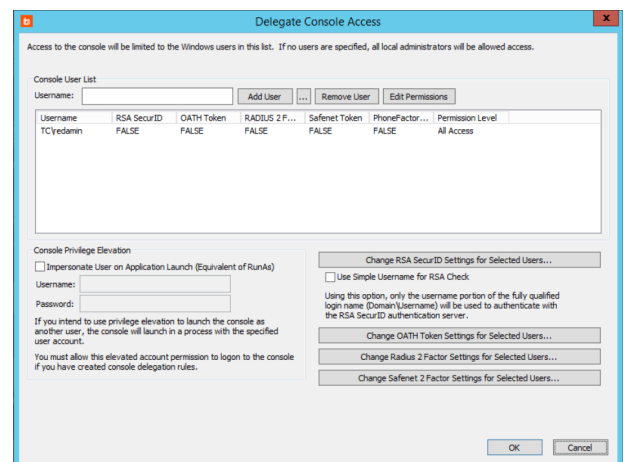 b
Delegate Console Access
x
Access to the console will be limited to the Windows users in this list. If no users are specified, all local administrators will be allowed access.
Console User List
Username:
Add User
...
Remove User
Edit Permissions
Username RSA SecurID OATH Token RADIUS 2 F... Safenet Token PhoneFactor... Permission Level
TC\redamin FALSE FALSE FALSE FALSE FALSE All Access
Console Privilege Elevation
Impersonate User on Application Launch (Equivalent of RunAs)
Username:
Password:
If you intend to use privilege elevation to launch the console as
another user, the console will launch in a process with the specified
user account.
You must allow this elevated account permission to logon to the console
if you have created console delegation rules.
Change RSA SecurID Settings for Selected Users...
Use Simple Username for RSA Check
Using this option, only the username portion of the fully qualified
login name (Domain\Username) will be used to authenticate with
the RSA SecurID authentication server.
Change OATH Token Settings for Selected Users...
Change Radius 2 Factor Settings for Selected Users...
Change Safenet 2 Factor Settings for Selected Users...
OK
Cancel